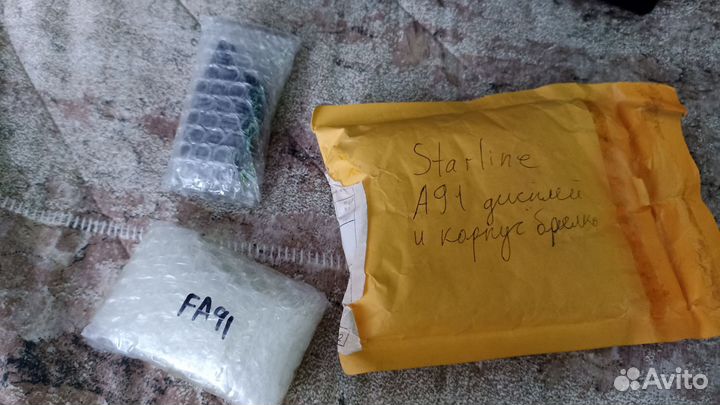 Starline
A91 дисплей
и корпус брелка
FA91
Avito